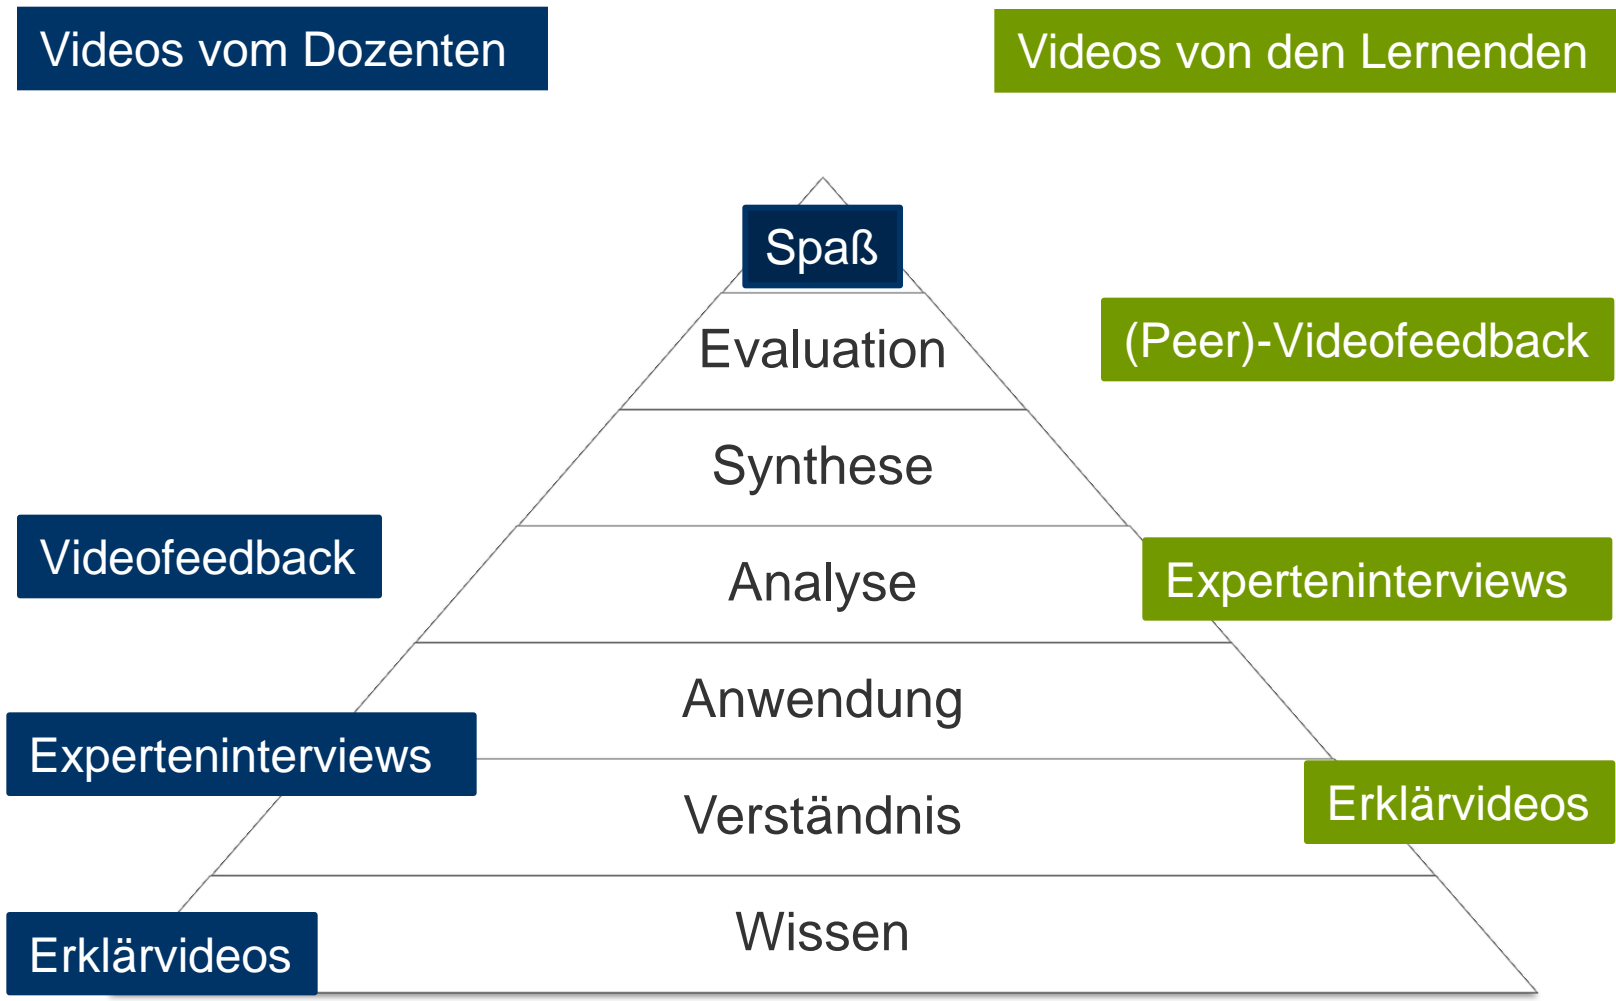 Videos vom Dozenten
Videos von den Lernenden
Spaß
Evaluation
(Peer)-Videofeedback
Synthese
Videofeedback
Analyse
Experteninterviews
Anwendung
Experteninterviews
Verständnis
Erklärvideos
Wissen
Erklärvideos